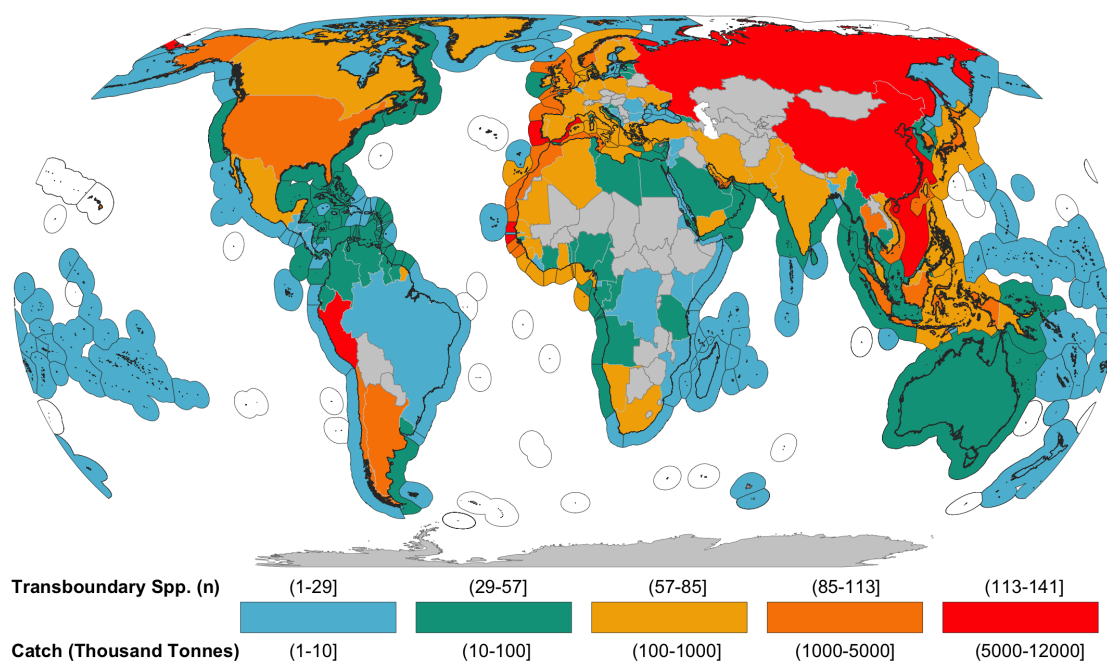 Transboundary Spp. (n) (1-29] (29-57] (57-85] (85-113] (113-141]
Catch (Thousand Tonnes) (1-10] (10-100] (100-1000] (1000-5000] (5000-12000]